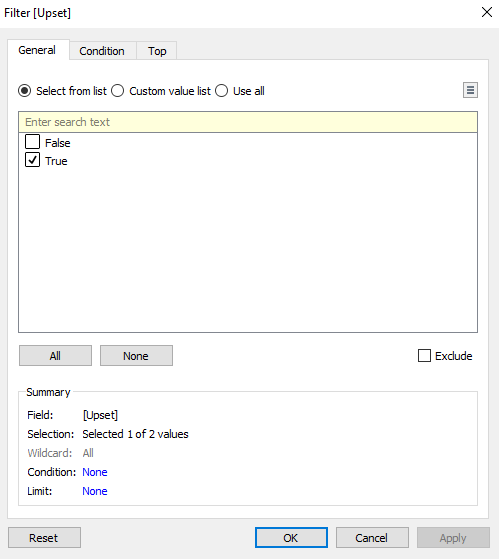 Filter [Upset]
General Condition Top
Select from list Custom value list Use all
Enter search text
False
True
All None Exclude
Summary
Field: [Upset]
Selection: Selected 1 of 2 values
Wildcard: All
Condition: None
Limit: None
Reset OK Cancel Apply